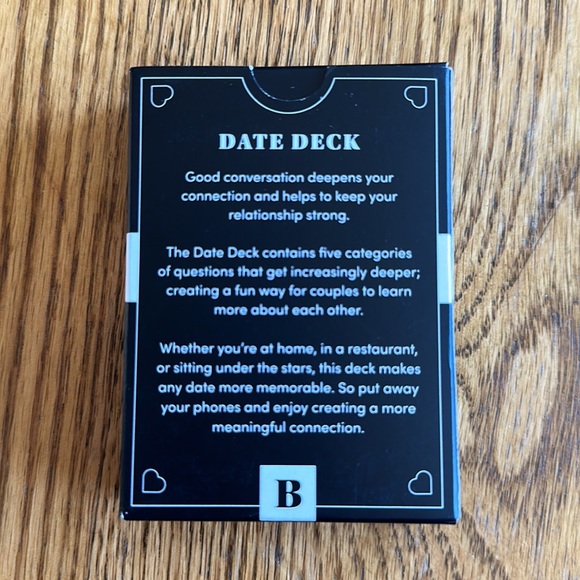 DATE DECK
Good conversation deepens your
connection and helps to keep your
relationship strong.
The Date Deck contains five categories
of questions that get increasingly deeper;
creating a fun way for couples to learn
more about each other.
Whether you're at home, in a restaurant,
or sitting under the stars, this deck makes
any date more memorable. So put away
your phones and enjoy creating a more
meaningful connection.
B